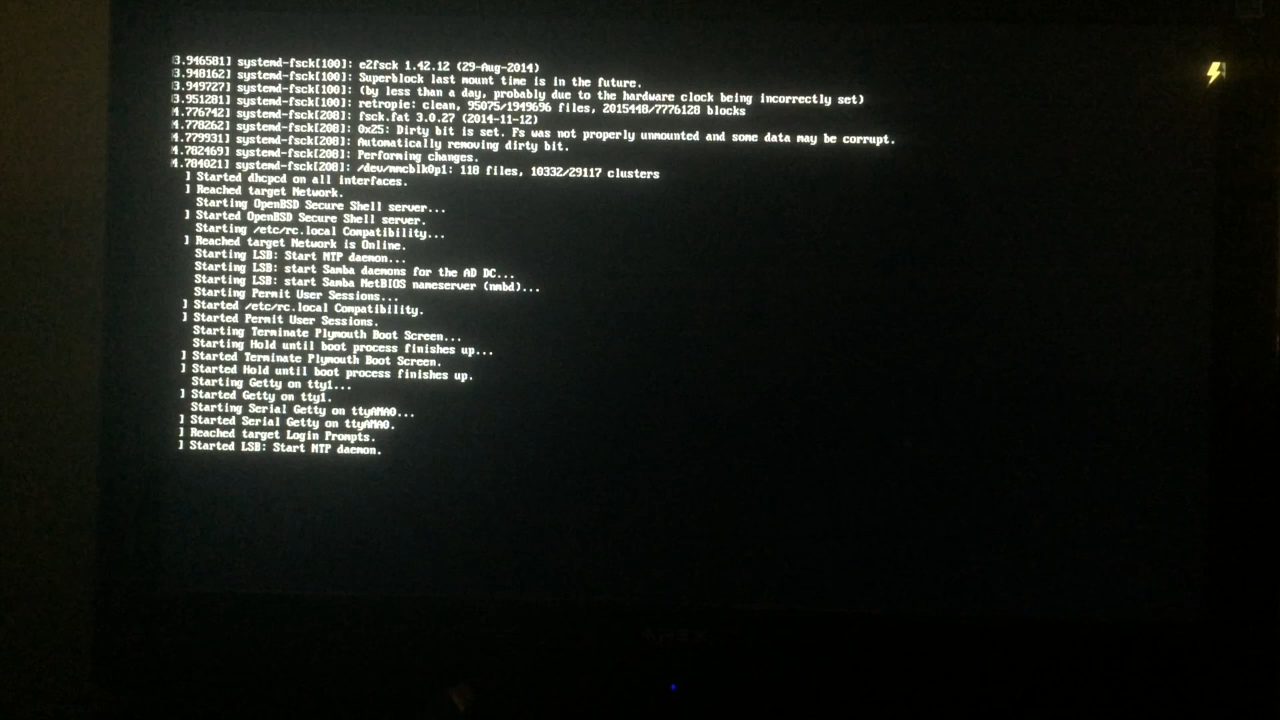 3.946581] systemd-fsck[100]: e2fsck 1.42.12 (29-Aug-2014)
3.948162] systemd-fsck[100]: Superblock last mount time is in the future.
3.949727] systemd-fsck[100]: (by less than a day, probably due to the hardware clock being incorrectly set)
3.951281] systemd-fsck[100]: retropie: clean, 95075/1949696 files, 2015448/7776128 blocks
4.776742] systemd-fsck[208]: fsck.fat 3.0.27 (2014-11-12)
4.778262] systemd-fsck[208]: 0x25: Dirty bit is set. Fs was not properly unmounted and some data may be corrupt.
4.779931] systemd-fsck[208]: Automatically removing dirty bit.
4.782469] systemd-fsck[208]: Performing changes.
4.784021] systemd-fsck[208]: /dev/mmcblk0p1: 118 files, 10332/29117 clusters
] Started dhcpcd on all interfaces.
] Reached target Network.
Starting OpenBSD Secure Shell server...
] Started OpenBSD Secure Shell server.
Starting /etc/rc.local Compatibility...
] Reached target Network is Online.
Starting LSB: Start NTP daemon...
Starting LSB: start Samba daemons for the AD DC...
Starting LSB: start Samba NetBIOS nameserver (nmbd)...
Starting Permit User Sessions...
] Started /etc/rc.local Compatibility.
] Started Permit User Sessions.
Starting Terminate Plymouth Boot Screen...
Starting Hold until boot process finishes up...
] Started Terminate Plymouth Boot Screen.
] Started Hold until boot process finishes up.
Starting Getty on tty1...
] Started Getty on tty1.
Starting Serial Getty on ttyAMA0...
] Started Serial Getty on ttyAMA0.
] Reached target Login Prompts.
] Started LSB: Start NTP daemon.